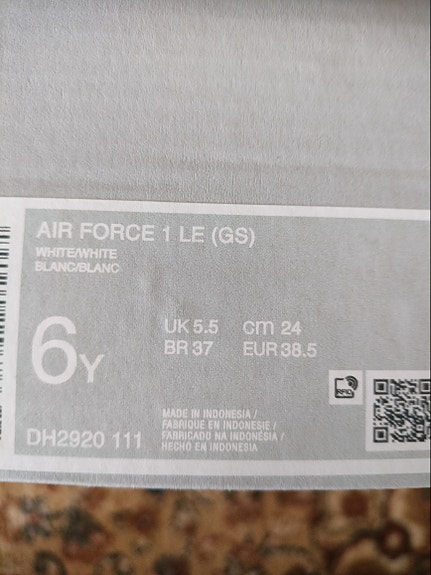 AIR FORCE 1 LE (GS)
WHITE/WHITE
BLANC/BLANC
6Y
UK 5.5 cm 24
BR 37 EUR 38.5
RFID
MADE IN INDONESIA /
FABRIQUE EN INDONESIE /
FABRICADO NA INDONÉSIA /
HECHO EN INDONESIA
DH2920 111